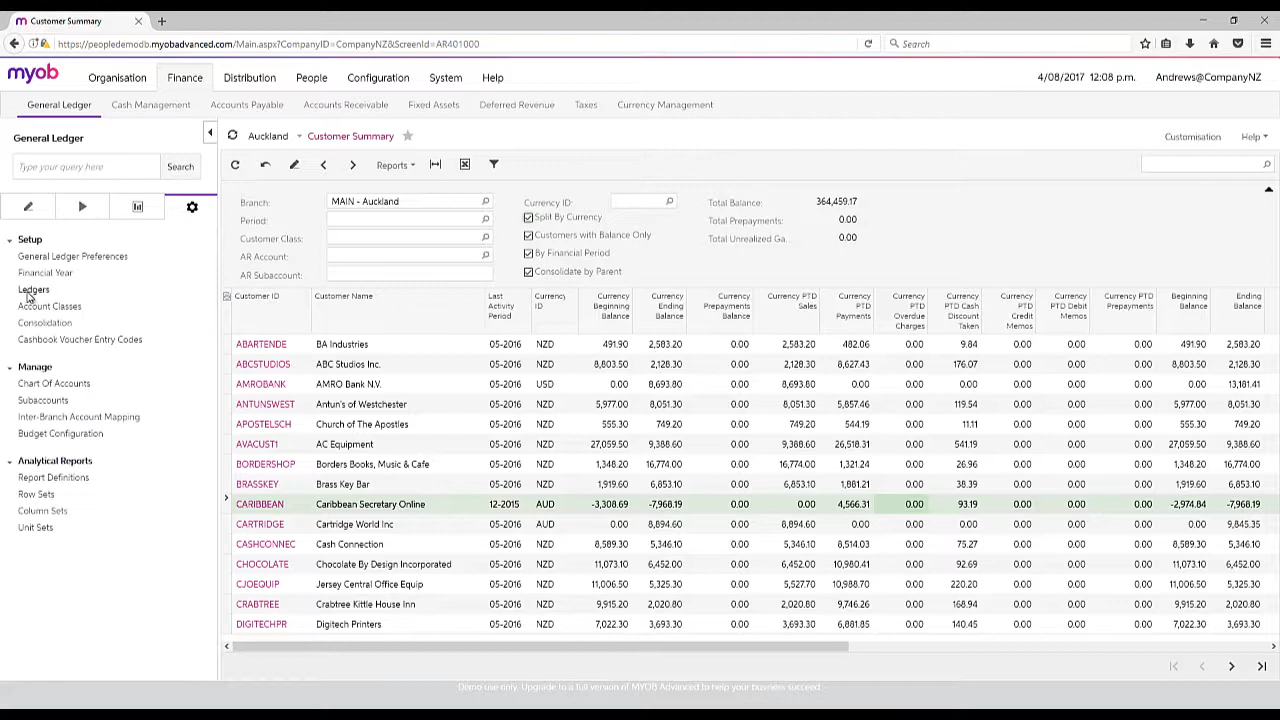 Customer Summary
https://peopledemodb.myobadvanced.com/Main.aspx?CompanyID=CompanyNZ&ScreenId=AR401000
Search
myob
Organisation Finance Distribution People Configuration System Help
4/08/2017 12:08 p.m. Andrews@CompanyNZ
General Ledger Cash Management Accounts Payable Accounts Receivable Fixed Assets Deferred Revenue Taxes Currency Management
General Ledger
Auckland Customer Summary
Customisation Help
Type your query here Search
Reports
Setup
General Ledger Preferences
Financial Year
Ledgers
Account Classes
Consolidation
Cashbook Voucher Entry Codes
Manage
Chart Of Accounts
Subaccounts
Inter-Branch Account Mapping
Budget Configuration
Analytical Reports
Report Definitions
Row Sets
Column Sets
Unit Sets
Branch: MAIN - Auckland Currency ID: Total Balance: 364,459.17
Period: Split By Currency Total Prepayments: 0.00
Customer Class: Customers with Balance Only Total Unrealized Ga... 0.00
AR Account: By Financial Period
AR Subaccount: Consolidate by Parent
Customer ID Customer Name Last Activity Period Currency ID Currency Beginning Balance Currency Ending Balance Currency Prepayments Balance Currency PTD Sales Currency PTD Payments Currency PTD Overdue Charges Currency PTD Cash Discount Taken Currency PTD Credit Memos Currency PTD Debit Memos Currency PTD Prepayments Beginning Balance Ending Balance
ABARTENDE BA Industries 05-2016 NZD 491.90 2,583.20 0.00 2,583.20 482.06 0.00 9.84 0.00 0.00 0.00 491.90 2,583.20
ABCSTUDIOS ABC Studios Inc. 05-2016 NZD 8,803.50 2,128.30 0.00 2,128.30 8,627.43 0.00 176.07 0.00 0.00 0.00 8,803.50 2,128.30
AMROBANK AMRO Bank N.V. 05-2016 USD 0.00 8,693.80 0.00 8,693.80 0.00 0.00 0.00 0.00 0.00 0.00 0.00 13,181.41
ANTUNSWEST Antun's of Westchester 05-2016 NZD 5,977.00 8,051.30 0.00 8,051.30 5,857.46 0.00 119.54 0.00 0.00 0.00 5,977.00 8,051.30
APOSTELSCH Church of The Apostles 05-2016 NZD 555.30 749.20 0.00 749.20 544.19 0.00 11.11 0.00 0.00 0.00 555.30 749.20
AVACUST1 AC Equipment 05-2016 NZD 27,059.50 9,388.60 0.00 9,388.60 26,518.31 0.00 541.19 0.00 0.00 0.00 27,059.50 9,388.60
BORDERSHOP Borders Books, Music & Cafe 05-2016 NZD 1,348.20 16,774.00 0.00 16,774.00 1,321.24 0.00 26.96 0.00 0.00 0.00 1,348.20 16,774.00
BRASSKEY Brass Key Bar 05-2016 NZD 1,919.60 6,853.10 0.00 6,853.10 1,881.21 0.00 38.39 0.00 0.00 0.00 1,919.60 6,853.10
CARIBBEAN Caribbean Secretary Online 12-2015 AUD -3,308.69 -7,968.19 0.00 0.00 4,566.31 0.00 93.19 0.00 0.00 0.00 -2,974.84 -7,968.19
CARTRIDGE Cartridge World Inc 05-2016 AUD 0.00 8,894.60 0.00 8,894.60 0.00 0.00 0.00 0.00 0.00 0.00 0.00 9,845.35
CASHCONNEC Cash Connection 05-2016 NZD 8,589.30 5,346.10 0.00 5,346.10 8,514.03 0.00 75.27 0.00 0.00 0.00 8,589.30 5,346.10
CHOCOLATE Chocolate By Design Incorporated 05-2016 NZD 11,073.10 6,452.00 0.00 6,452.00 10,980.41 0.00 92.69 0.00 0.00 0.00 11,073.10 6,452.00
CJOEQUIP Jersey Central Office Equip 05-2016 NZD 11,006.50 5,325.30 0.00 5,527.70 10,988.70 0.00 220.20 0.00 0.00 0.00 11,006.50 5,325.30
CRABTREE Crabtree Kittle House Inn 05-2016 NZD 9,915.20 2,020.80 0.00 2,020.80 9,746.26 0.00 168.94 0.00 0.00 0.00 9,915.20 2,020.80
DIGITECHPR Digitech Printers 05-2016 NZD 7,022.30 3,693.30 0.00 3,693.30 6,881.85 0.00 140.45 0.00 0.00 0.00 7,022.30 3,693.30
Demo use only. Upgrade to a full version of MYOB Advanced to help your business succeed.